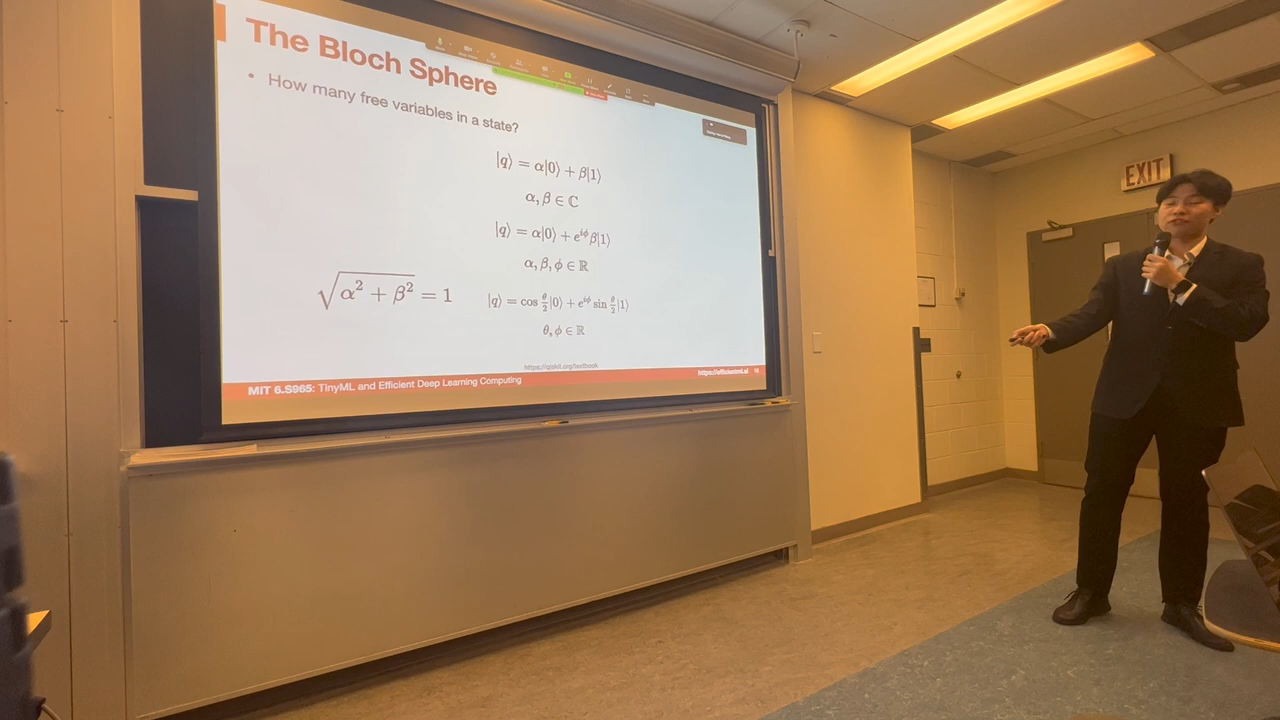 The Bloch Sphere
• How many free variables in a state?
|q⟩ = α|0⟩ + β|1⟩
α, β ∈ ℂ
|q⟩ = α|0⟩ + e^{iϕ}β|1⟩
α, β, ϕ ∈ ℝ
√(α² + β²) = 1
|q⟩ = cos θ/2 |0⟩ + e^{iϕ} sin θ/2 |1⟩
θ, ϕ ∈ ℝ
https://qiskit.org/textbook
MIT 6.S965: TinyML and Efficient Deep Learning Computing
https://efficientml.ai
EXIT